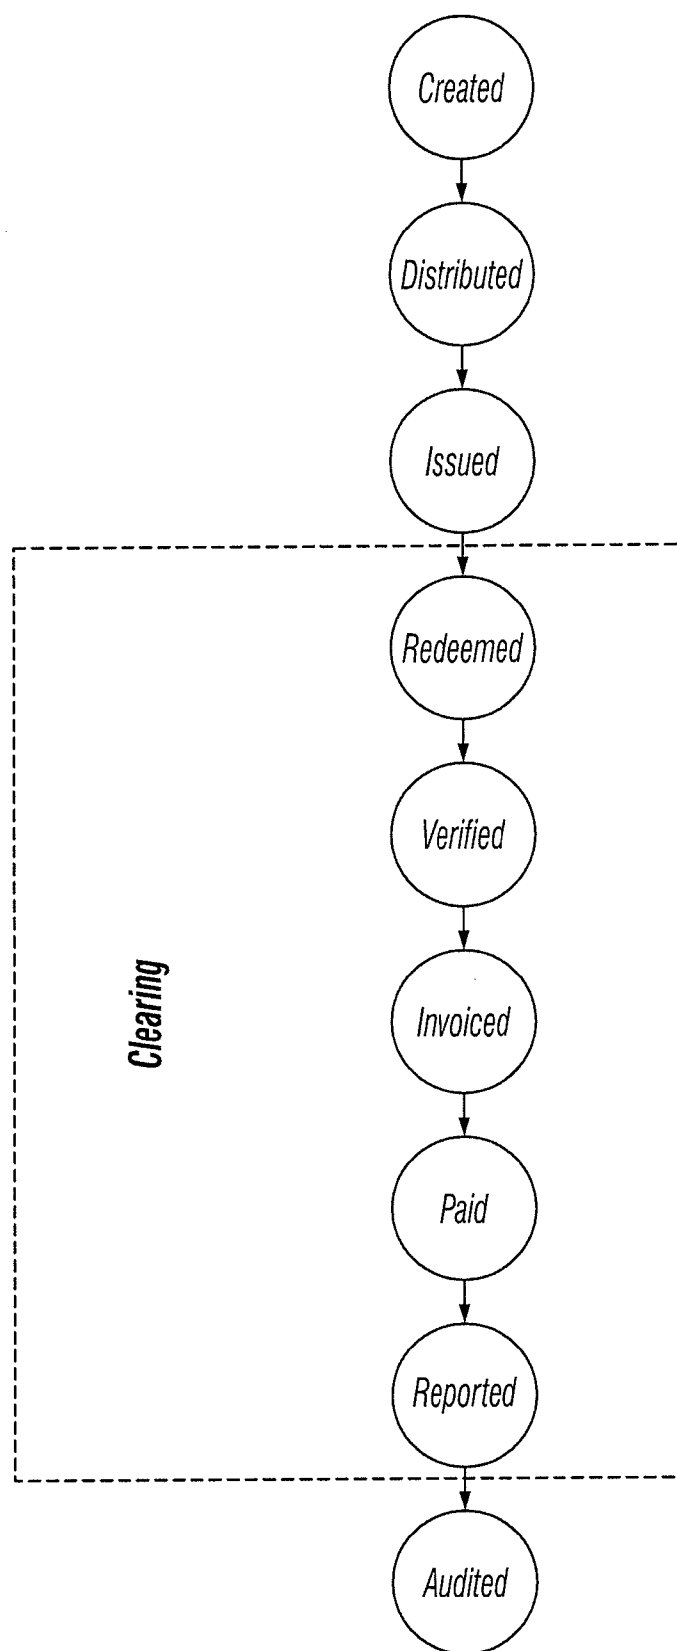 Created
Distributed
Issued
Redeemed
Verified
Clearing
Invoiced
Paid
Reported
Audited